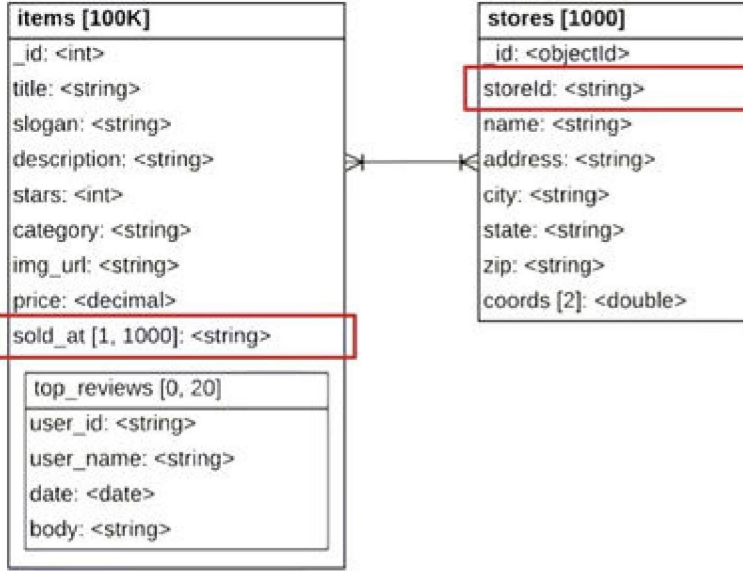 items [100K]
_id: <int>
title: <string>
slogan: <string>
description: <string>
stars: <int>
category: <string>
img_url: <string>
price: <decimal>
sold_at [1, 1000]: <string>
top_reviews [0, 20]
user_id: <string>
user_name: <string>
date: <date>
body: <string>
stores [1000]
_id: <objectId>
storeId: <string>
name: <string>
address: <string>
city: <string>
state: <string>
zip: <string>
coords [2]: <double>